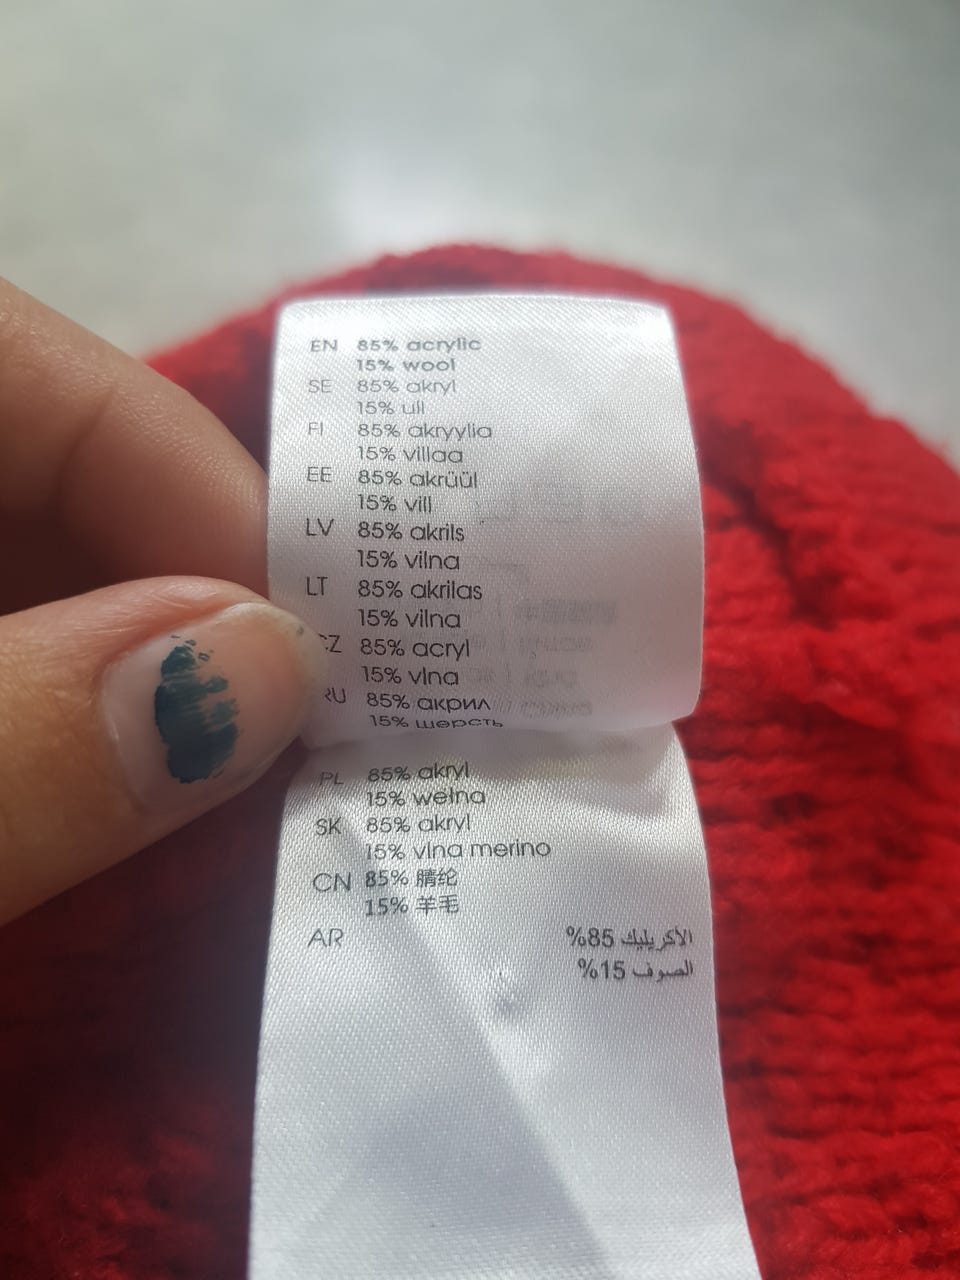 EN 85% acrylic
15% wool
SE 85% akryl
15% ull
FI 85% akryylia
15% villaa
EE 85% akrüül
15% vill
LV 85% akrils
15% vilna
LT 85% akrilas
15% vilna
CZ 85% acryl
15% vlna
RU 85% акрил
15% шерсть
PL 85% akryl
15% wełna
SK 85% akryl
15% vlna merino
CN 85%腈纶
15% 羊毛
AR الأكريليك 85%
الصوف 15%